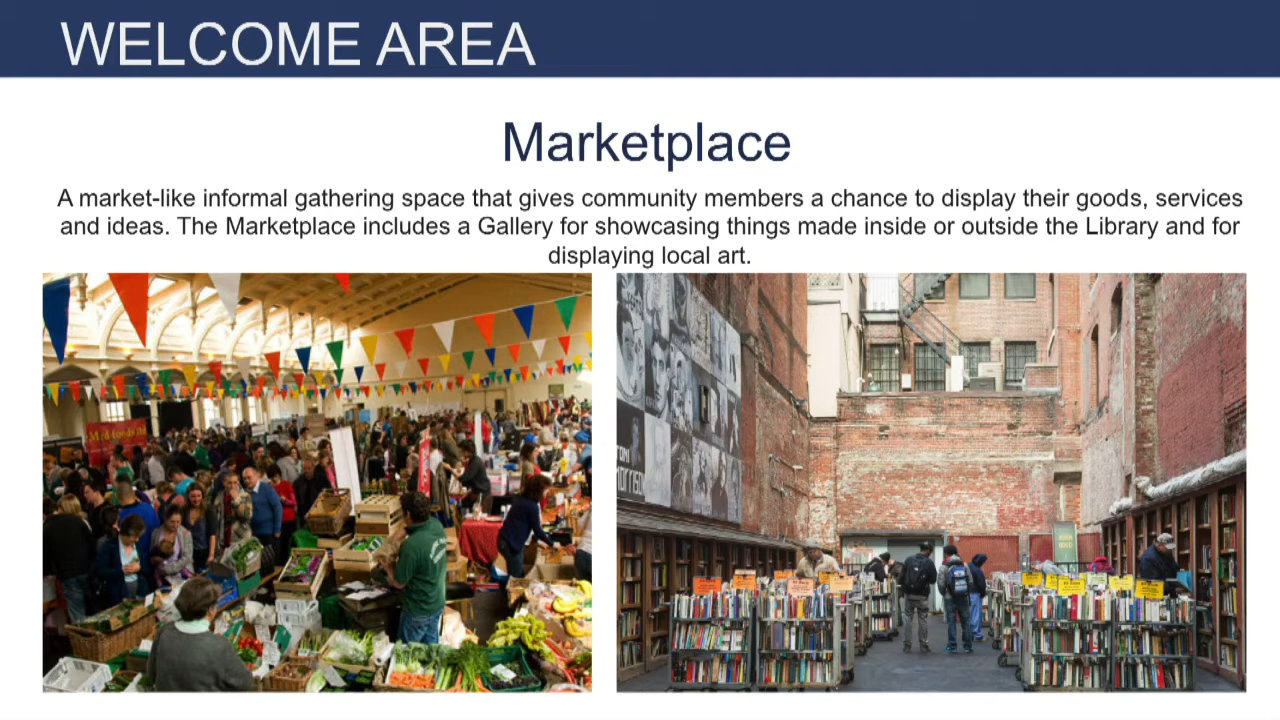 WELCOME AREA
Marketplace
A market-like informal gathering space that gives community members a chance to display their goods, services
and ideas. The Marketplace includes a Gallery for showcasing things made inside or outside the Library and for
displaying local art.